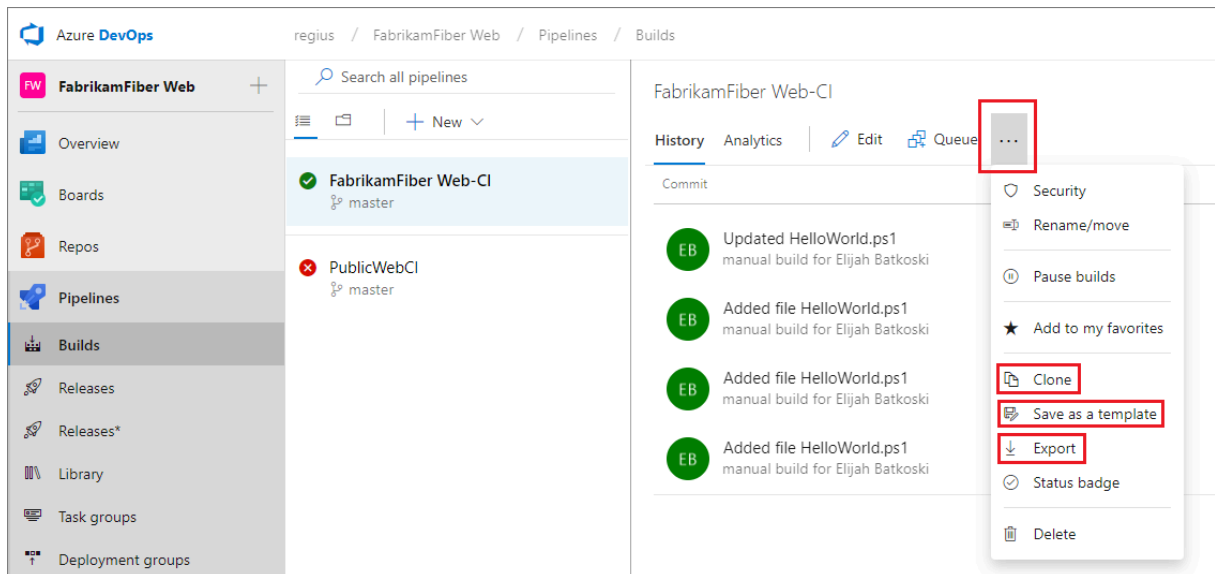 Azure DevOps
regius / FabrikamFiber Web / Pipelines / Builds
FW FabrikamFiber Web
Overview
Boards
Repos
Pipelines
Builds
Releases
Releases*
Library
Task groups
Deployment groups
Search all pipelines
New
FabrikamFiber Web-CI
master
PublicWebCI
master
FabrikamFiber Web-CI
History Analytics Edit Queue ...
Commit
EB Updated HelloWorld.ps1
manual build for Elijah Batkoski
EB Added file HelloWorld.ps1
manual build for Elijah Batkoski
EB Added file HelloWorld.ps1
manual build for Elijah Batkoski
EB Added file HelloWorld.ps1
manual build for Elijah Batkoski
Security
Rename/move
Pause builds
Add to my favorites
Clone
Save as a template
Export
Status badge
Delete